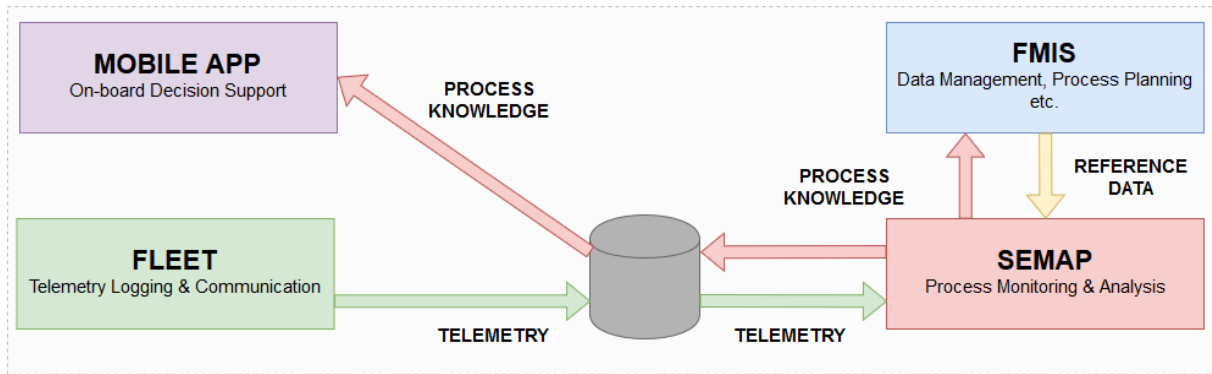 MOBILE APP
On-board Decision Support
PROCESS
KNOWLEDGE
FMIS
Data Management, Process Planning
etc.
REFERENCE
DATA
PROCESS
KNOWLEDGE
FLEET
Telemetry Logging & Communication
TELEMETRY
TELEMETRY
SEMAP
Process Monitoring & Analysis